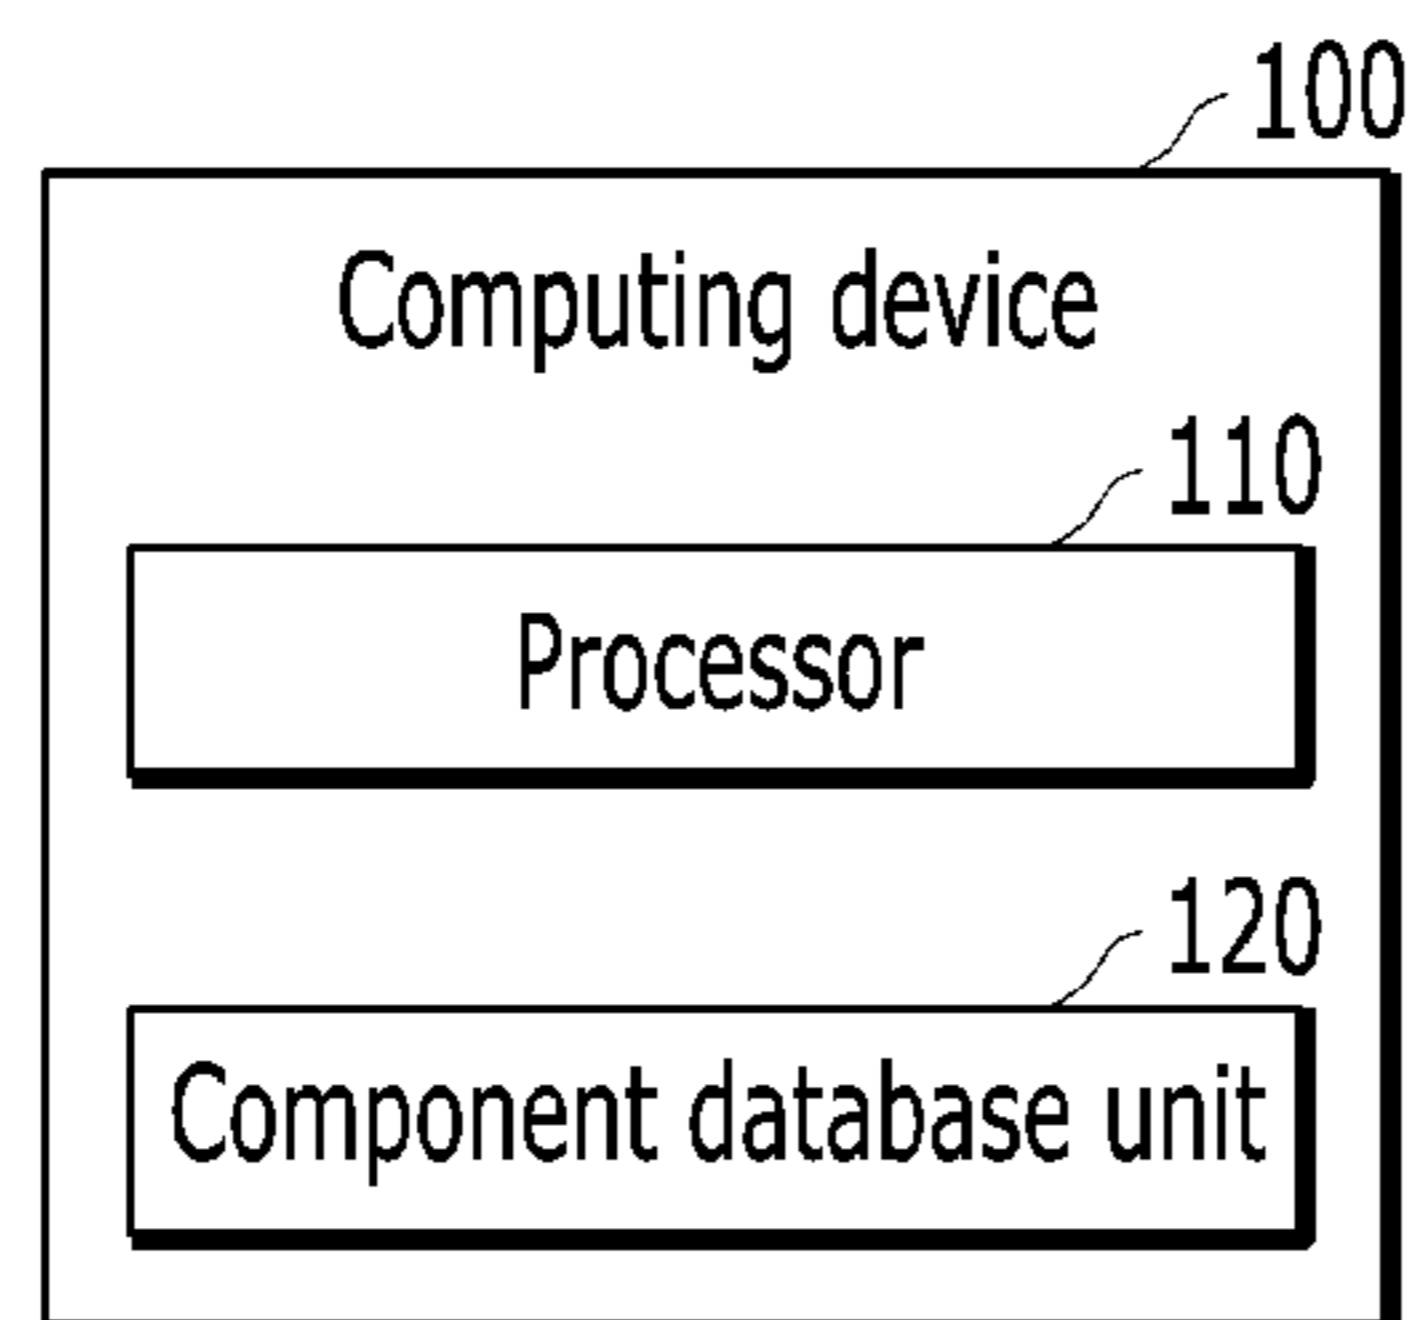 100
Computing device
110
Processor
120
Component database unit